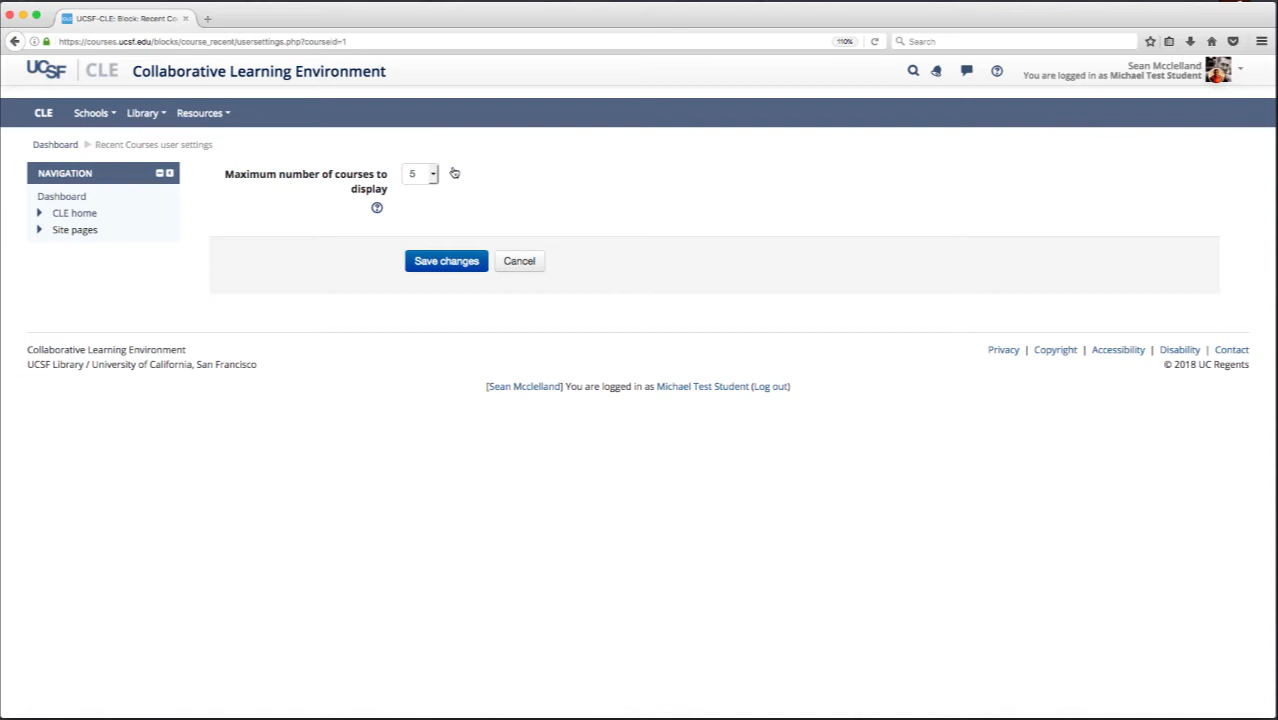 UCSF-CLE: Block: Recent Co
https://courses.ucsf.edu/blocks/course_recent/usersettings.php?courseid=1
110%
Search
UCSF CLE Collaborative Learning Environment
Sean Mcclelland
You are logged in as Michael Test Student
CLE Schools Library Resources
Dashboard Recent Courses user settings
NAVIGATION
Dashboard
CLE home
Site pages
Maximum number of courses to
display
5
Save changes Cancel
Collaborative Learning Environment
UCSF Library / University of California, San Francisco
Privacy | Copyright | Accessibility | Disability | Contact
© 2018 UC Regents
[Sean Mcclelland] You are logged in as Michael Test Student (Log out)